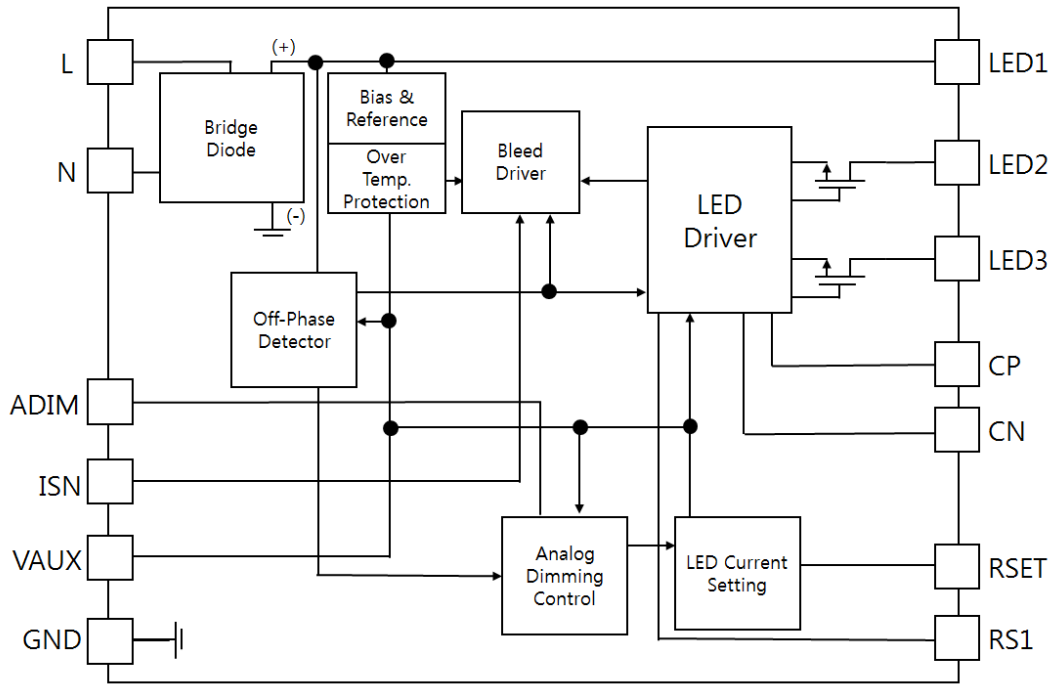 L
(+)
LED1
Bridge
Diode
Bias &
Reference
Over
Temp.
Protection
Bleed
Driver
N
(-)
LED
Driver
LED2
LED3
Off-Phase
Detector
CP
ADIM
CN
ISN
VAUX
Analog
Dimming
Control
LED Current
Setting
RSET
GND
RS1